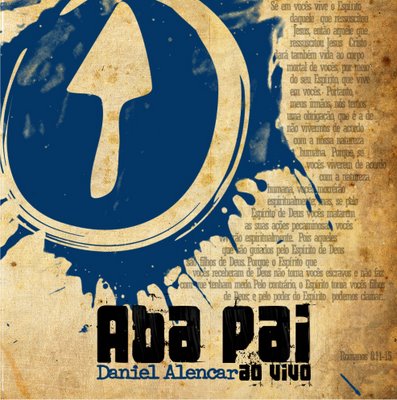 Se em vocês vive o Espírito
daquele que ressuscitou
Jesus, então aquele que
ressuscitou Jesus Cristo
dará também vida ao corpo
mortal de vocês, por meio
do seu Espírito, que vive
em vocês. Portanto,
meus irmãos, nós temos
uma obrigação, que é a de
não vivermos de acordo
com a nossa natureza
humana. Porque, se
vocês viverem de acordo
com a natureza
humana, vocês morrerão
espiritualmente; mas, se pelo
Espírito de Deus vocês matarem
as suas ações pecaminosas, vocês
espiritualmente. Pois aqueles
que são guiados pelo Espírito de Deus
são filhos de Deus. Porque o Espírito que
vocês receberam de Deus não torna vocês escravos e não faz
com que tenham medo. Pelo contrário, o Espírito torna vocês filhos
de Deus; e pelo poder do Espírito podemos clamar:
Aba Pai
Daniel Alencar ao vivo
Romanos 8:11-15